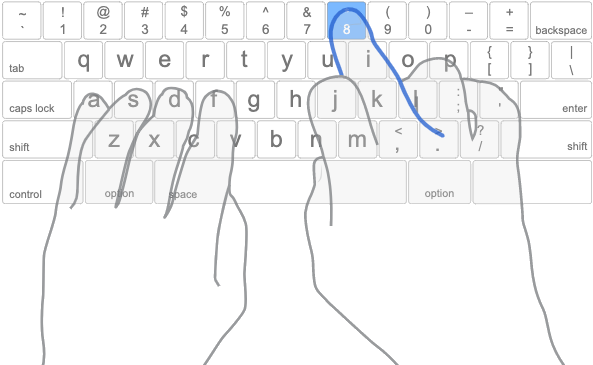 ~ ! @ # $ % ^ & ( ) — +
` 1 2 3 4 5 6 7 8 9 0 - = backspace
{ } |
tab q w e r t y u i o p [ ] \
: "
caps lock a s d f g h j k l ; ' enter
< > ?
shift z x c v b n m , . / shift
control option space option